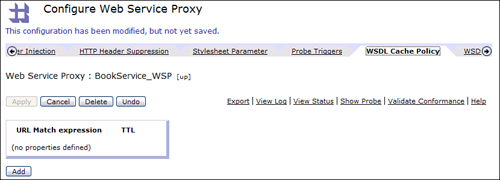 Configure Web Service Proxy
This configuration has been modified, but not yet saved.
er Injection HTTP Header Suppression Stylesheet Parameter Probe Triggers WSDL Cache Policy WSD
Web Service Proxy : BookService_WSP [up]
Apply Cancel Delete Undo Export | View Log | View Status | Show Probe | Validate Conformance | Help
URL Match expression TTL
(no properties defined)
Add